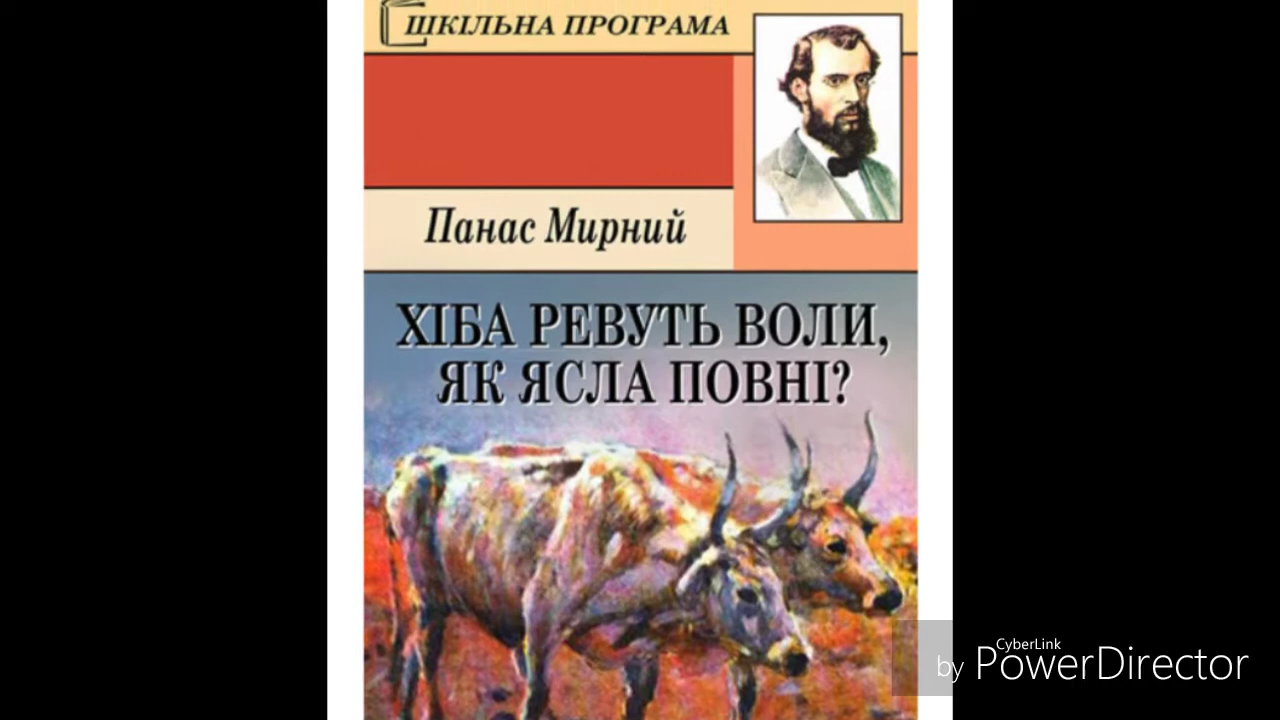 ШКІЛЬНА ПРОГРАМА
Панас Мирний
ХІБА РЕВУТЬ ВОЛИ,
ЯК ЯСЛА ПОВНІ?
CyberLink
by PowerDirector